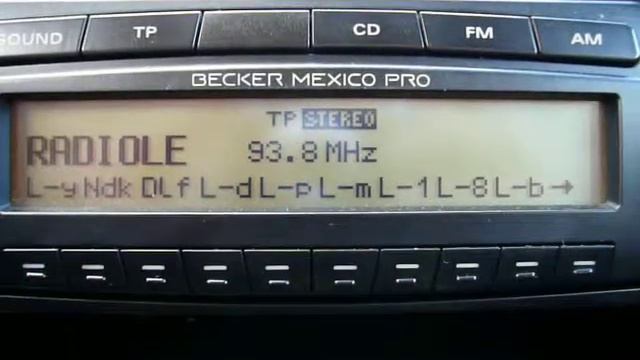 SOUND TP CD FM AM
BECKER MEXICO PRO
TP STEREO
RADIOLE 93.8 MHz
L-y Ndk DLf L-d L-p L-m L-1 L-8 L-b →